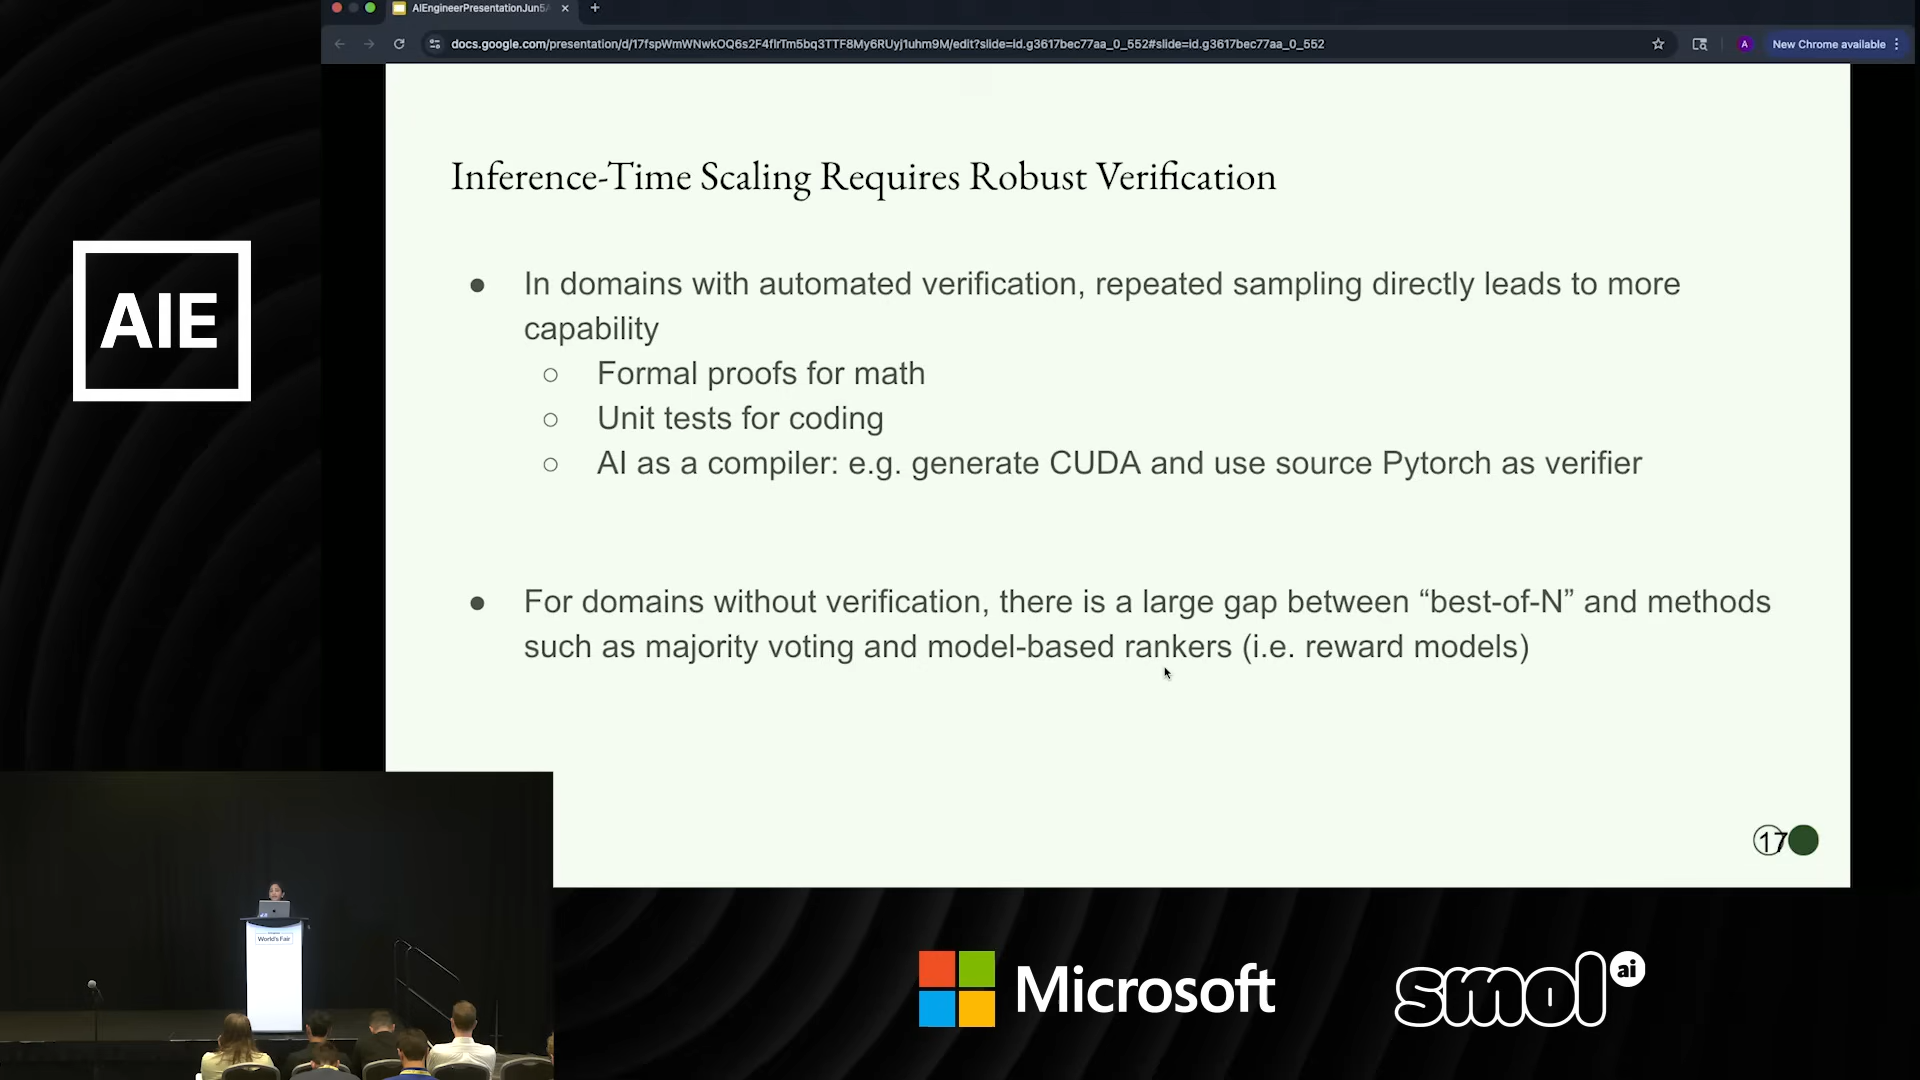 AIEngineerPresentationJun5
docs.google.com/presentation/d/17fspWmWNwkOQ6s2F4flrTm5bq3TTF8My6RUyj1uhm9M/edit?slide=id.g3617bec77aa_0_552#slide=id.g3617bec77aa_0_552
A
New Chrome available
AIE
Inference-Time Scaling Requires Robust Verification
● In domains with automated verification, repeated sampling directly leads to more
capability
○ Formal proofs for math
○ Unit tests for coding
○ AI as a compiler: e.g. generate CUDA and use source Pytorch as verifier
● For domains without verification, there is a large gap between “best-of-N” and methods
such as majority voting and model-based rankers (i.e. reward models)
17
World's Fair
Microsoft
smol ai